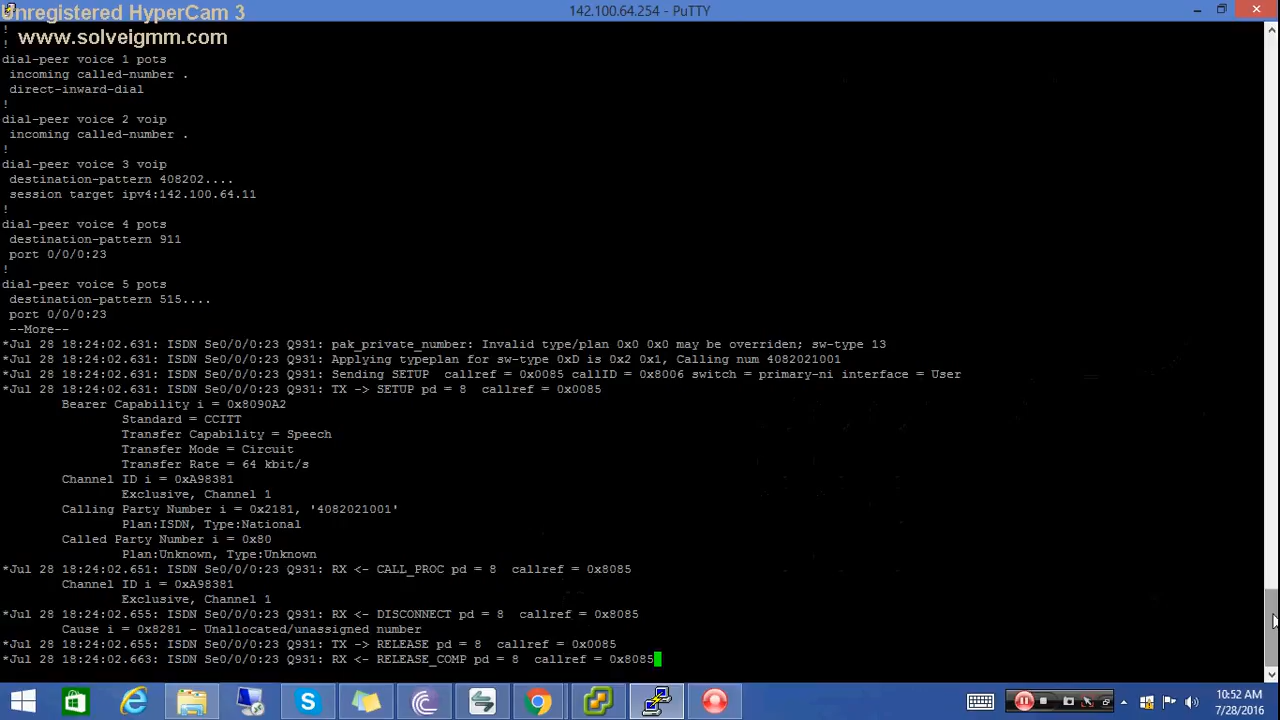 Unregistered HyperCam 3
142.100.64.254 - PuTTY
www.solveigmm.com
!
!
dial-peer voice 1 pots
incoming called-number .
direct-inward-dial
!
dial-peer voice 2 voip
incoming called-number .
!
dial-peer voice 3 voip
destination-pattern 408202....
session target ipv4:142.100.64.11
!
dial-peer voice 4 pots
destination-pattern 911
port 0/0/0:23
!
dial-peer voice 5 pots
destination-pattern 515....
port 0/0/0:23
--More--
*Jul 28 18:24:02.631: ISDN Se0/0/0:23 Q931: pak_private_number: Invalid type/plan 0x0 0x0 may be overriden; sw-type 13
*Jul 28 18:24:02.631: ISDN Se0/0/0:23 Q931: Applying typeplan for sw-type 0xD is 0x2 0x1, Calling num 4082021001
*Jul 28 18:24:02.631: ISDN Se0/0/0:23 Q931: Sending SETUP  callref = 0x0085 callID = 0x8006 switch = primary-ni interface = User
*Jul 28 18:24:02.631: ISDN Se0/0/0:23 Q931: TX -> SETUP pd = 8  callref = 0x0085
Bearer Capability i = 0x8090A2
Standard = CCITT
Transfer Capability = Speech
Transfer Mode = Circuit
Transfer Rate = 64 kbit/s
Channel ID i = 0xA98381
Exclusive, Channel 1
Calling Party Number i = 0x2181, '4082021001'
Plan:ISDN, Type:National
Called Party Number i = 0x80
Plan:Unknown, Type:Unknown
*Jul 28 18:24:02.651: ISDN Se0/0/0:23 Q931: RX <- CALL_PROC pd = 8  callref = 0x8085
Channel ID i = 0xA98381
Exclusive, Channel 1
*Jul 28 18:24:02.655: ISDN Se0/0/0:23 Q931: RX <- DISCONNECT pd = 8  callref = 0x8085
Cause i = 0x8281 - Unallocated/unassigned number
*Jul 28 18:24:02.655: ISDN Se0/0/0:23 Q931: TX -> RELEASE pd = 8  callref = 0x0085
*Jul 28 18:24:02.663: ISDN Se0/0/0:23 Q931: RX <- RELEASE_COMP pd = 8  callref = 0x8085
10:52 AM
7/28/2016